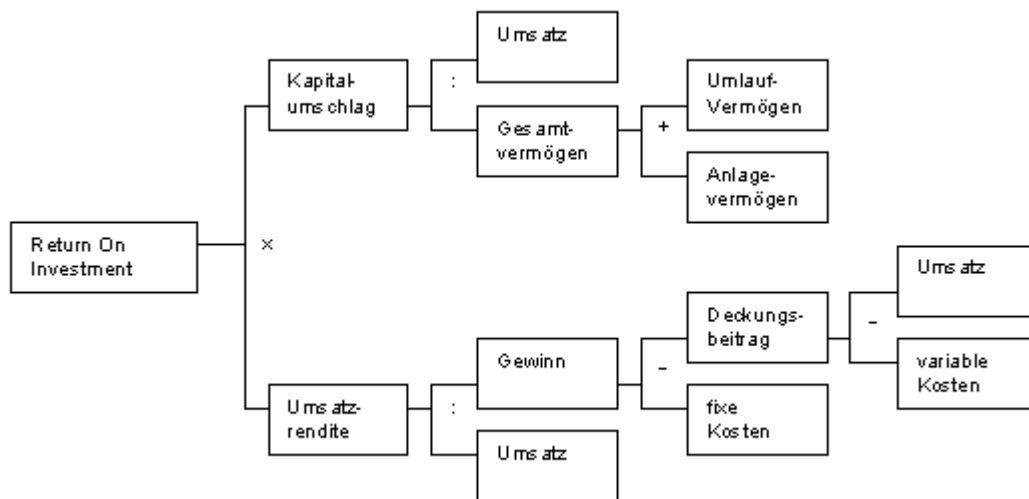 Umsatz
Kapital-
umschlag
:
Umlauf-
Vermögen
Gesamt-
vermögen
+
Anlage-
vermögen
Return On
Investment
×
Umsatz
Deckungs-
beitrag
-
Gewinn
-
variable
Kosten
Umsatz-
rendite
:
fixe
Kosten
Umsatz